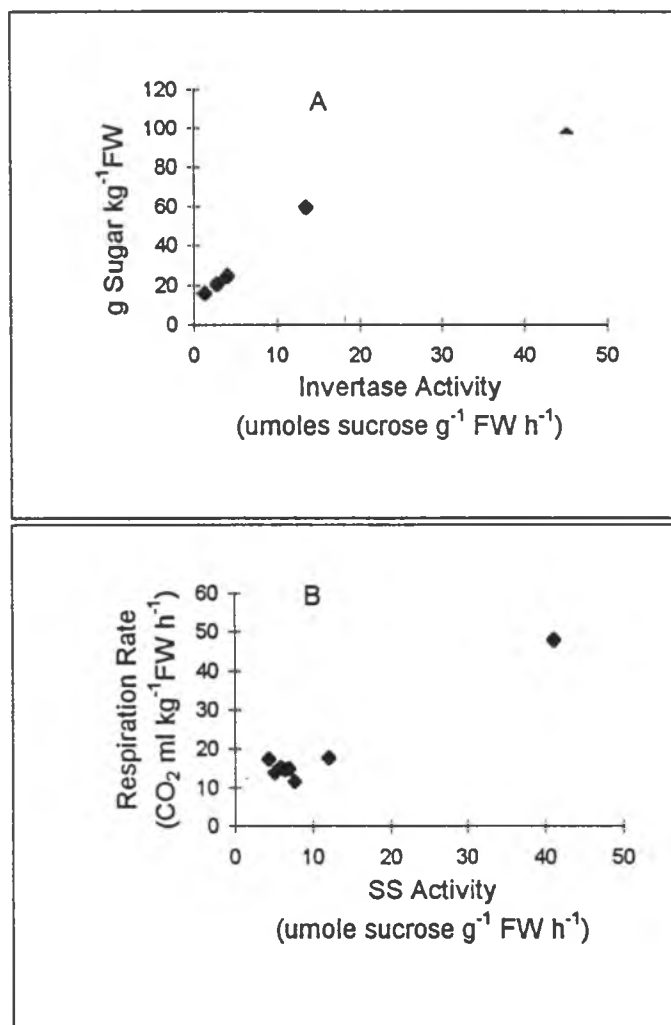 A
120
100
80
60
40
20
0
g Sugar kg⁻¹FW
0 10 20 30 40 50
Invertase Activity
(umoles sucrose g⁻¹ FW h⁻¹)
B
60
50
40
30
20
10
0
Respiration Rate
(CO₂ ml kg⁻¹FW h⁻¹)
0 10 20 30 40 50
SS Activity
(umole sucrose g⁻¹ FW h⁻¹)